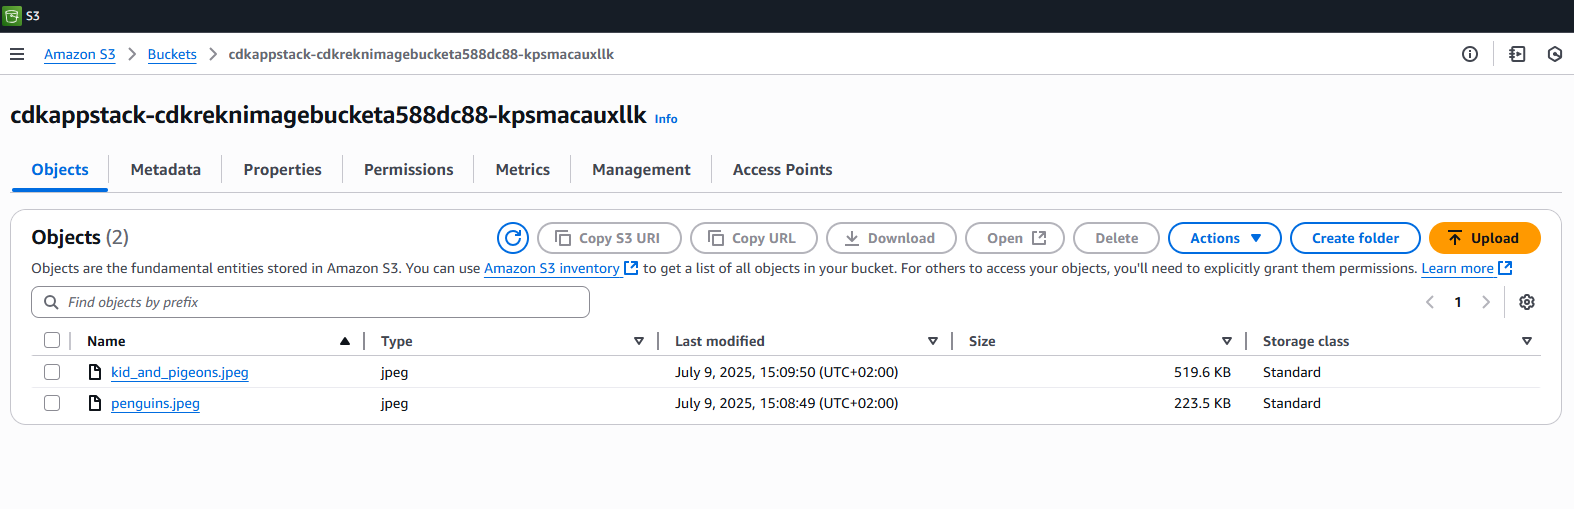 S3
Amazon S3 > Buckets > cdkappstack-cdkreknimagebucketa588dc88-kpsmacauxllk
cdkappstack-cdkreknimagebucketa588dc88-kpsmacauxllk Info
Objects Metadata Properties Permissions Metrics Management Access Points
Objects (2) Copy S3 URI Copy URL Download Open Delete Actions Create folder Upload
Objects are the fundamental entities stored in Amazon S3. You can use Amazon S3 inventory to get a list of all objects in your bucket. For others to access your objects, you'll need to explicitly grant them permissions. Learn more
Find objects by prefix 1
Name Type Last modified Size Storage class
kid_and_pigeons.jpeg jpeg July 9, 2025, 15:09:50 (UTC+02:00) 519.6 KB Standard
penguins.jpeg jpeg July 9, 2025, 15:08:49 (UTC+02:00) 223.5 KB Standard